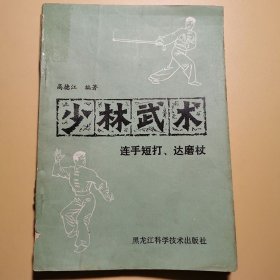 高德江 编著
少林武术
连手短打、达磨杖
黑龙江科学技术出版社